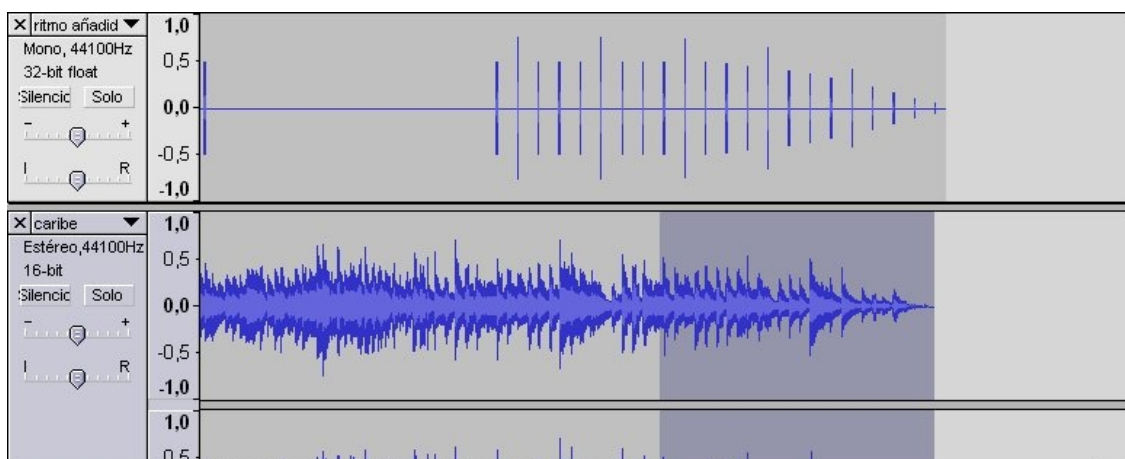 ritmo añadid
Mono, 44100Hz
32-bit float
Silencic Solo
- +
I R
1,0
0,5
0,0
-0,5
-1,0
caribe
Estéreo,44100Hz
16-bit
Silencic Solo
- +
I R
1,0
0,5
0,0
-0,5
-1,0
1,0
0,5